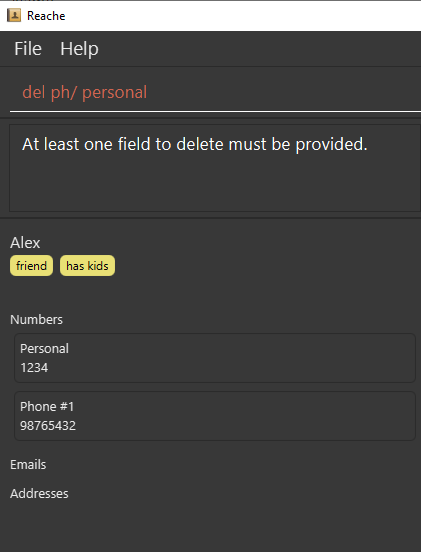 Reache
File Help
del ph/ personal
At least one field to delete must be provided.
Alex
friend has kids
Numbers
Personal
1234
Phone #1
98765432
Emails
Addresses